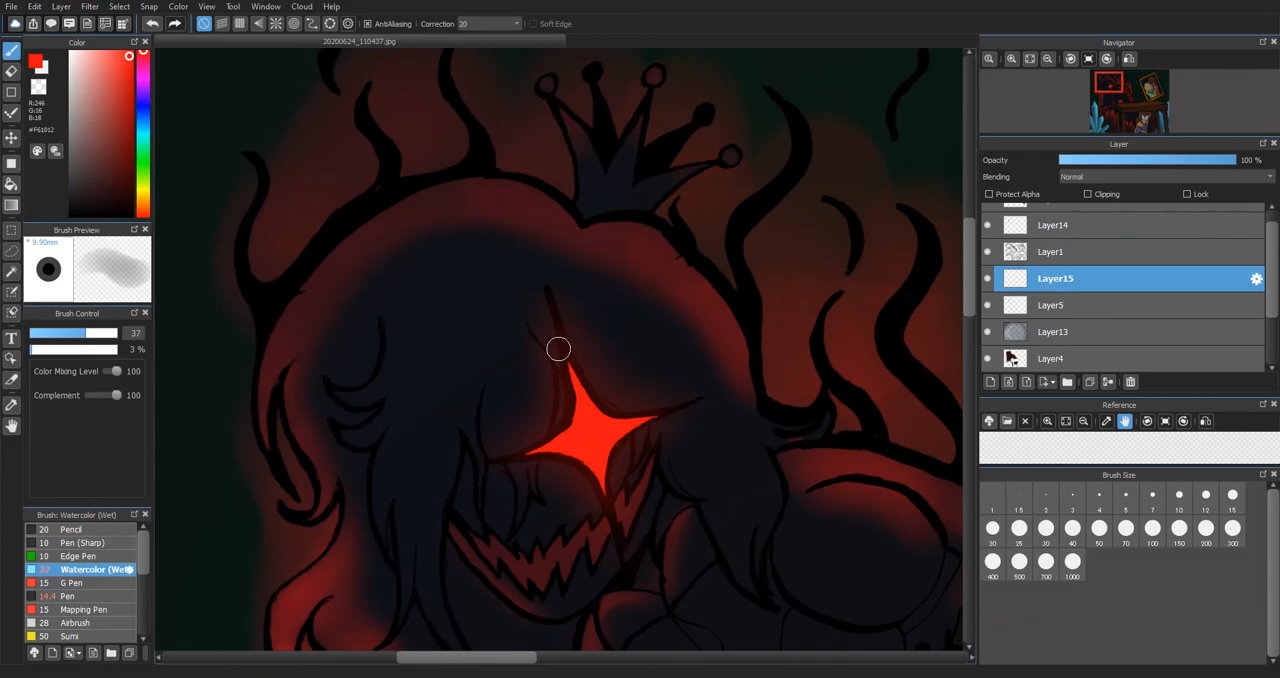 File Edit Layer Filter Select Snap Color View Tool Window Cloud Help
AntiAliasing Correction 20 Soft Edge
Color
20200624_110437.jpg
Navigator
R:246
G:16
B:18
#F61012
Layer
Opacity 100 %
Blending Normal
Protect Alpha Clipping Lock
Layer14
Layer1
Layer15
Layer5
Layer13
Layer4
Brush Preview
* 9.90mm
Brush Control
37
3 %
Color Mixing Level 100
Complement 100
Reference
Brush Size
1 1.5 2 3 4 5 7 10 12 15
20 25 30 40 50 70 100 150 200 300
400 500 700 1000
Brush: Watercolor (Wet)
20 Pencil
10 Pen (Sharp)
10 Edge Pen
37 Watercolor (Wet
15 G Pen
14.4 Pen
15 Mapping Pen
28 Airbrush
50 Sumi